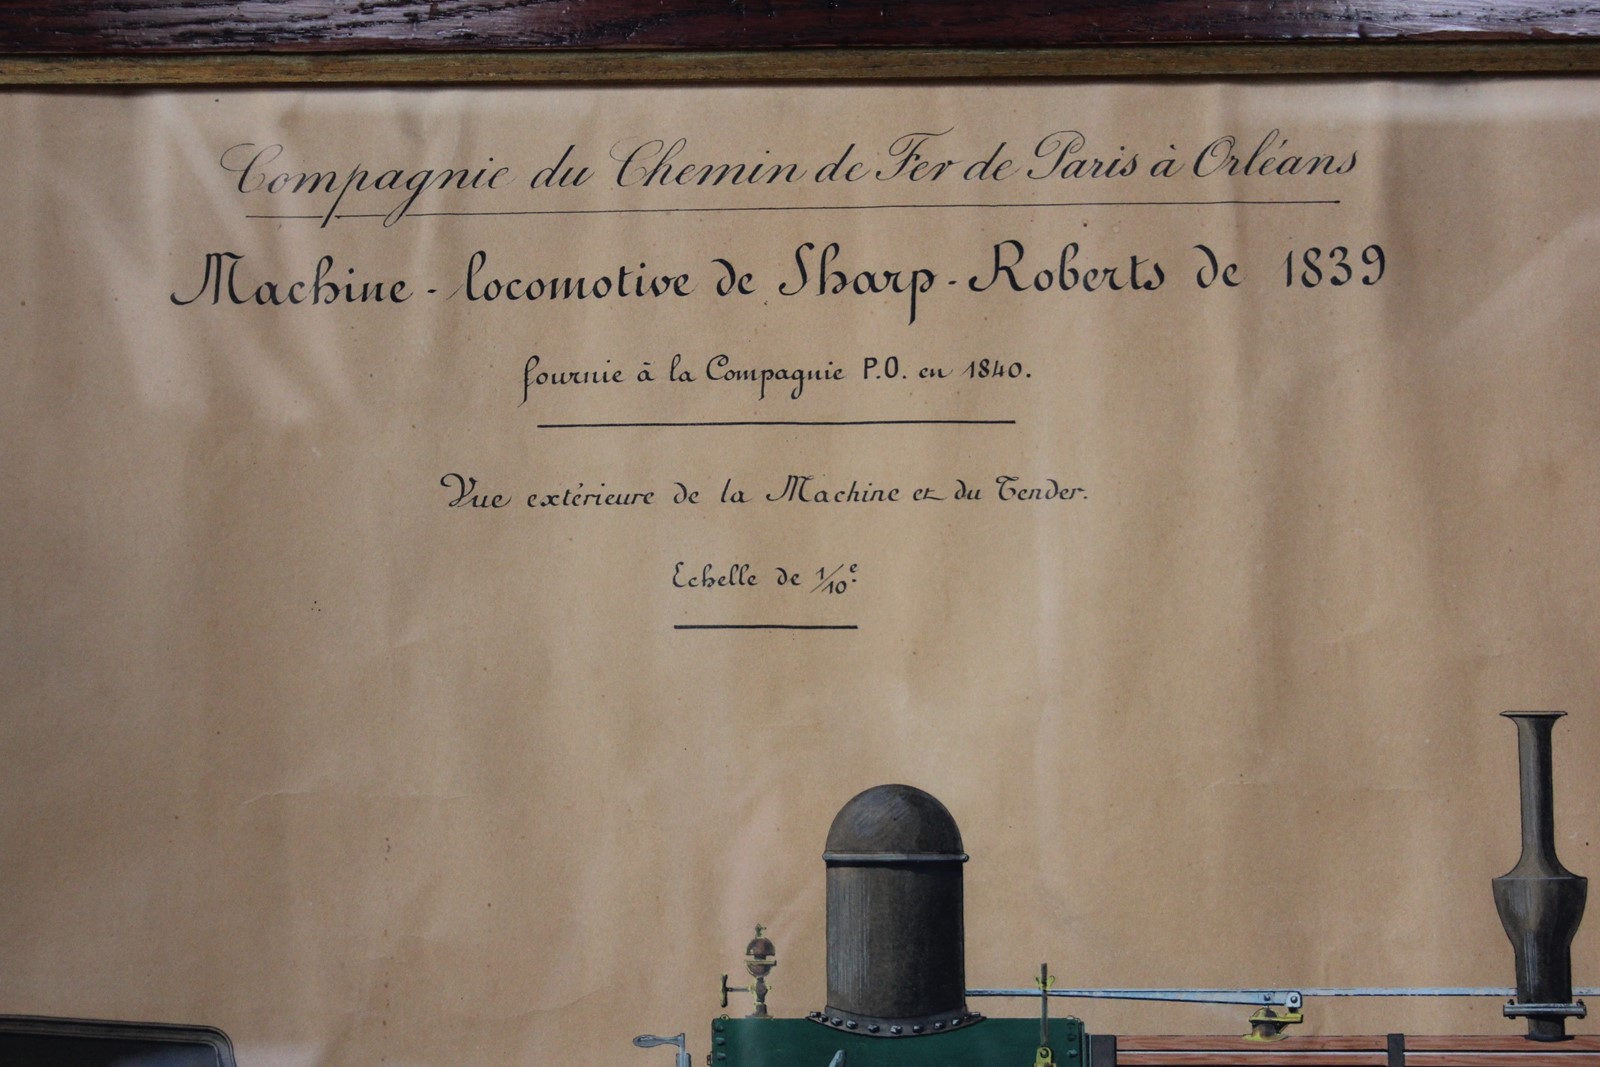 Compagnie du Chemin de Fer de Paris à Orléans
Machine-locomotive de Sharp-Roberts de 1839
fournie à la Compagnie P.O. en 1840.
Vue extérieure de la Machine et du Tender.
Echelle de 1/10e.